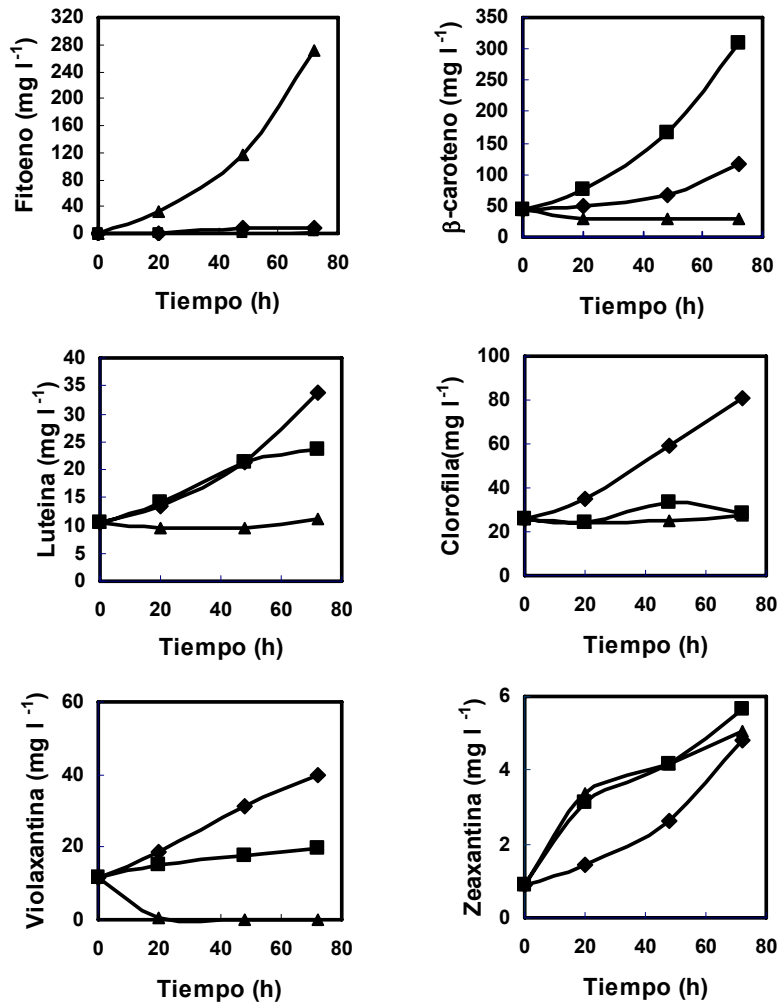 Fitoeno (mg l⁻¹)
320
280
240
200
160
120
80
40
0
0 20 40 60 80
Tiempo (h)
β-caroteno (mg l⁻¹)
350
300
250
200
150
100
50
0
0 20 40 60 80
Tiempo (h)
Luteina (mg l⁻¹)
40
35
30
25
20
15
10
5
0
0 20 40 60 80
Tiempo (h)
Clorofila(mg l⁻¹)
100
80
60
40
20
0
0 20 40 60 80
Tiempo (h)
Violaxantina (mg l⁻¹)
60
40
20
0
0 20 40 60 80
Tiempo (h)
Zeaxantina (mg l⁻¹)
6
4
2
0
0 20 40 60 80
Tiempo (h)